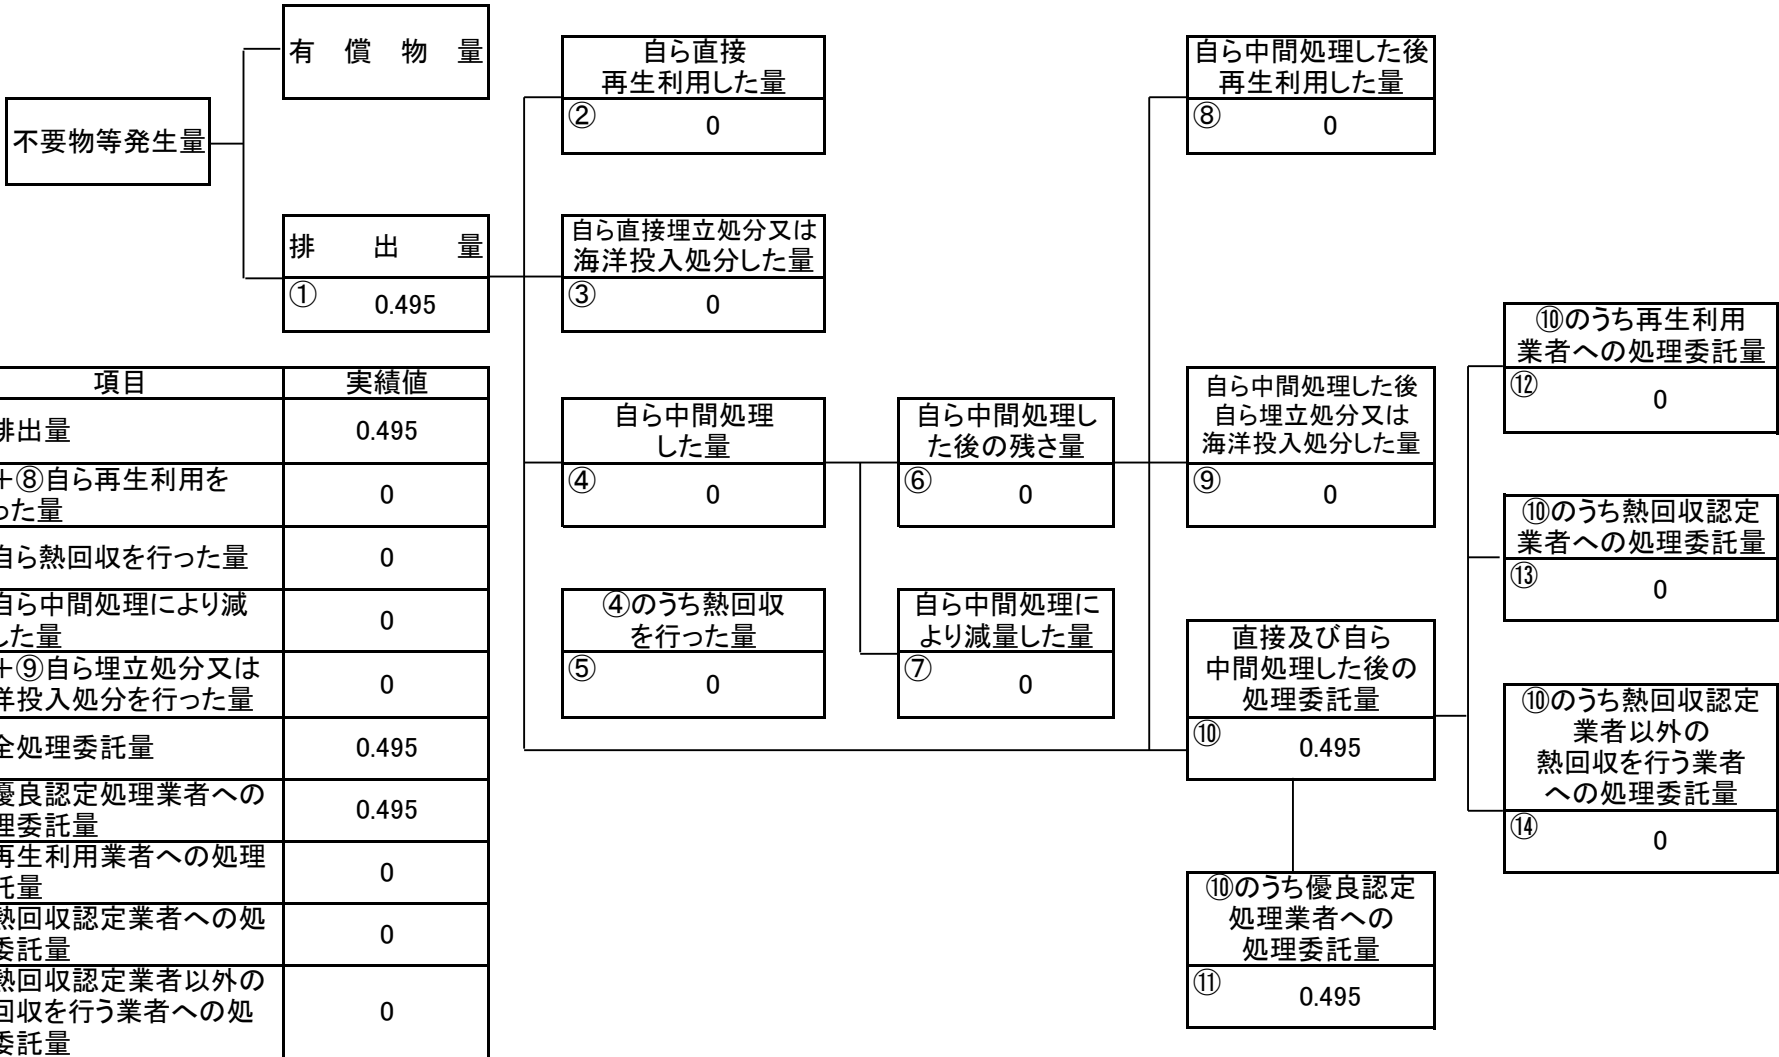 有償物量
不要物等発生量
排出量
① 0.495
自ら直接
再生利用した量
② 0
自ら直接埋立処分又は
海洋投入処分した量
③ 0
自ら中間処理
した量
④ 0
④のうち熱回収
を行った量
⑤ 0
自ら中間処理し
た後の残さ量
⑥ 0
自ら中間処理に
より減量した量
⑦ 0
自ら中間処理した後
再生利用した量
⑧ 0
自ら中間処理した後
自ら埋立処分又は
海洋投入処分した量
⑨ 0
直接及び自ら
中間処理した後の
処理委託量
⑩ 0.495
⑩のうち優良認定
処理業者への
処理委託量
⑪ 0.495
⑩のうち再生利用
業者への処理委託量
⑫ 0
⑩のうち熱回収認定
業者への処理委託量
⑬ 0
⑩のうち熱回収認定
業者以外の
熱回収を行う業者
への処理委託量
⑭ 0
項目 実績値
排出量 0.495
+⑧自ら再生利用を
った量 0
自ら熱回収を行った量 0
自ら中間処理により減
した量 0
+⑨自ら埋立処分又は
洋投入処分を行った量 0
全処理委託量 0.495
優良認定処理業者への
理委託量 0.495
再生利用業者への処理
託量 0
熱回収認定業者への処
委託量 0
熱回収認定業者以外の
回収を行う業者への処
委託量 0